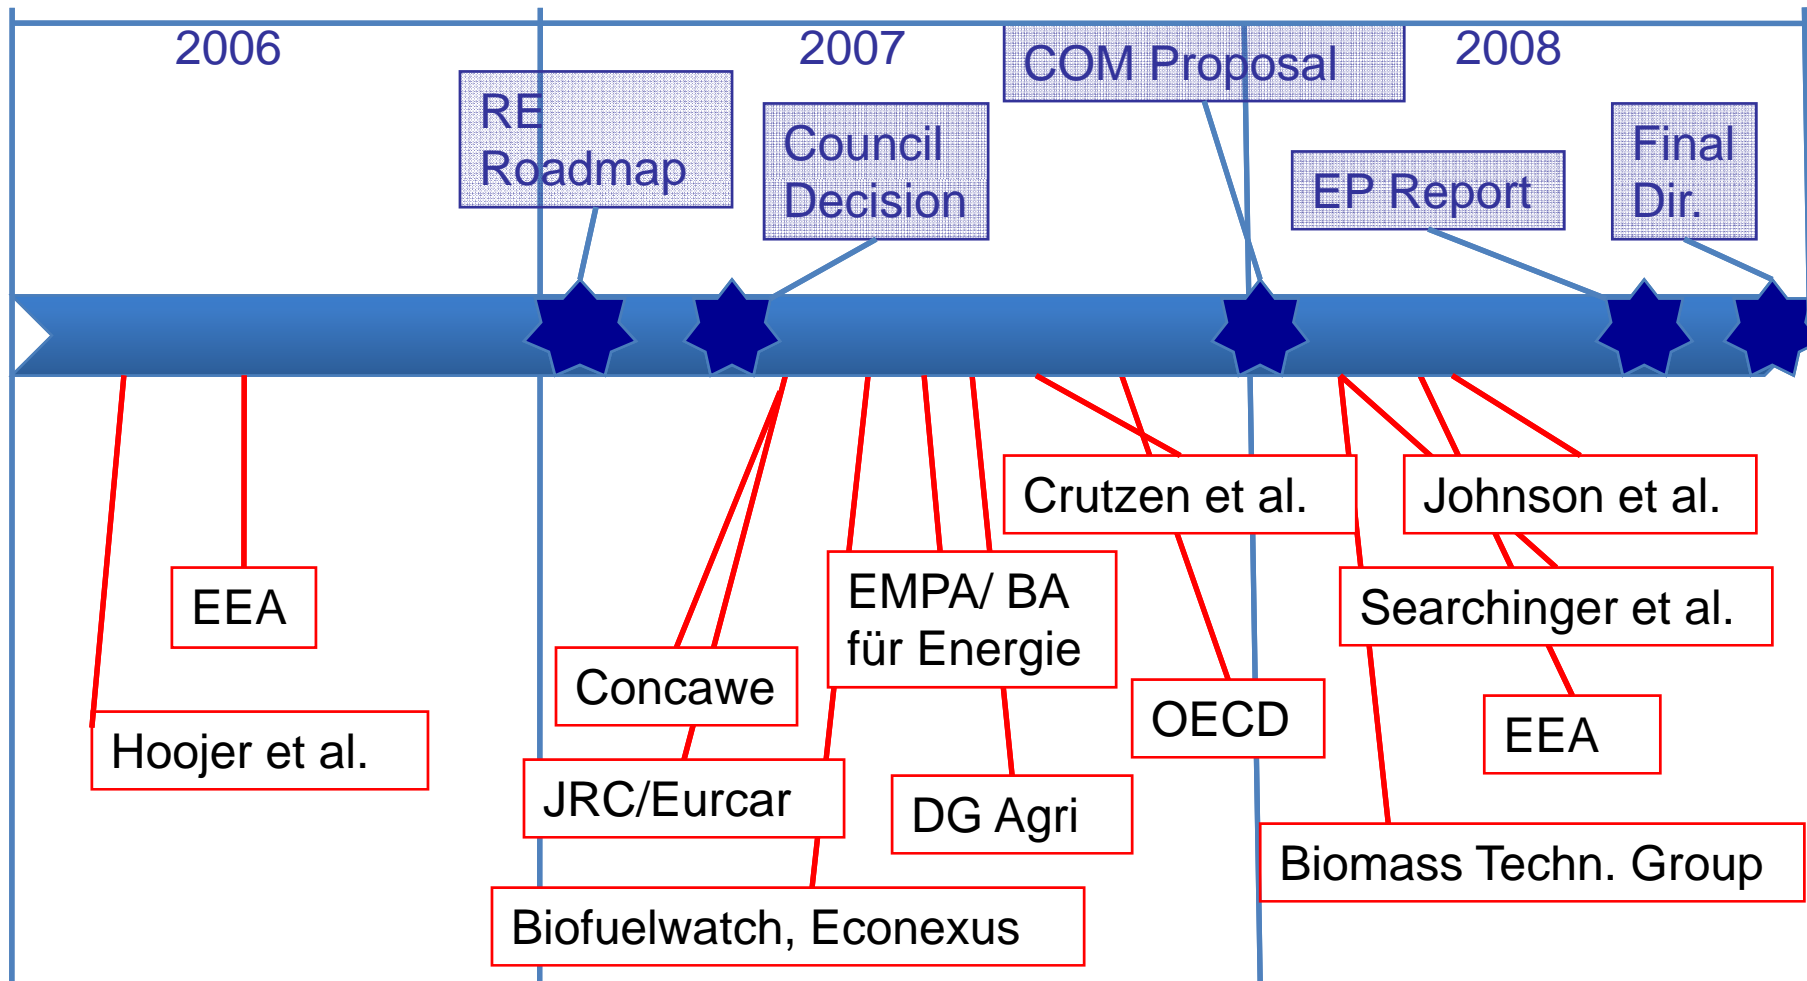 2006
2007
2008
COM Proposal
RE
Roadmap
Council
Decision
EP Report
Final
Dir.
Crutzen et al.
Johnson et al.
EEA
EMPA/ BA
für Energie
Searchinger et al.
Concawe
OECD
EEA
Hoojer et al.
JRC/Eurcar
DG Agri
Biomass Techn. Group
Biofuelwatch, Econexus